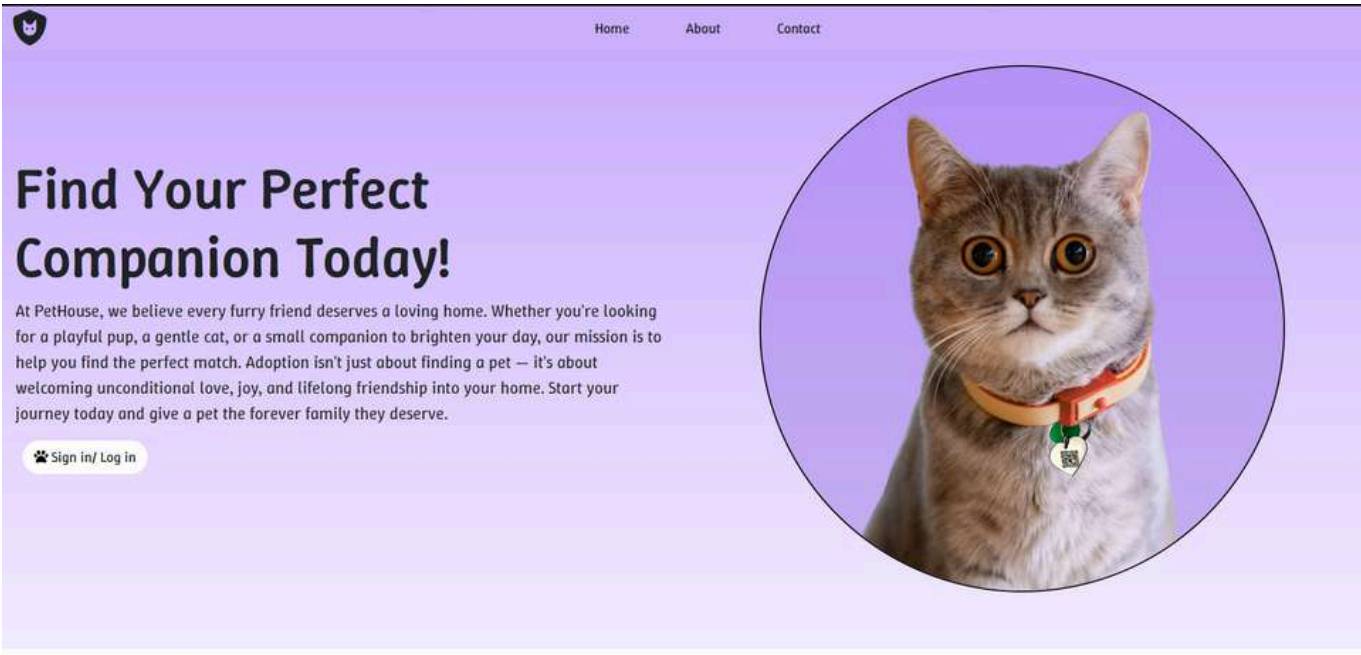 Home About Contact
Find Your Perfect
Companion Today!
At PetHouse, we believe every furry friend deserves a loving home. Whether you're looking
for a playful pup, a gentle cat, or a small companion to brighten your day, our mission is to
help you find the perfect match. Adoption isn't just about finding a pet — it's about
welcoming unconditional love, joy, and lifelong friendship into your home. Start your
journey today and give a pet the forever family they deserve.
Sign in/ Log in